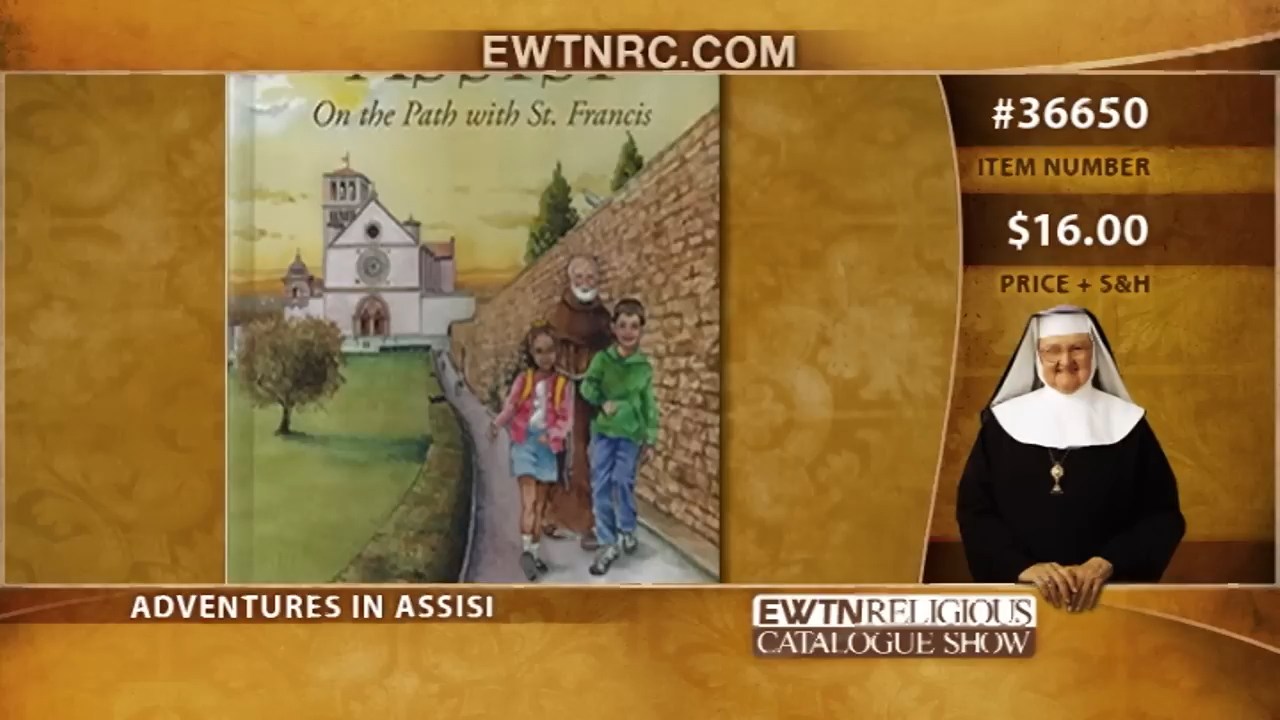 EWTNRC.COM
ASSISI
On the Path with St. Francis
#36650
ITEM NUMBER
$16.00
PRICE + S&H
ADVENTURES IN ASSISI
EWTNRELIGIOUS
CATALOGUE SHOW